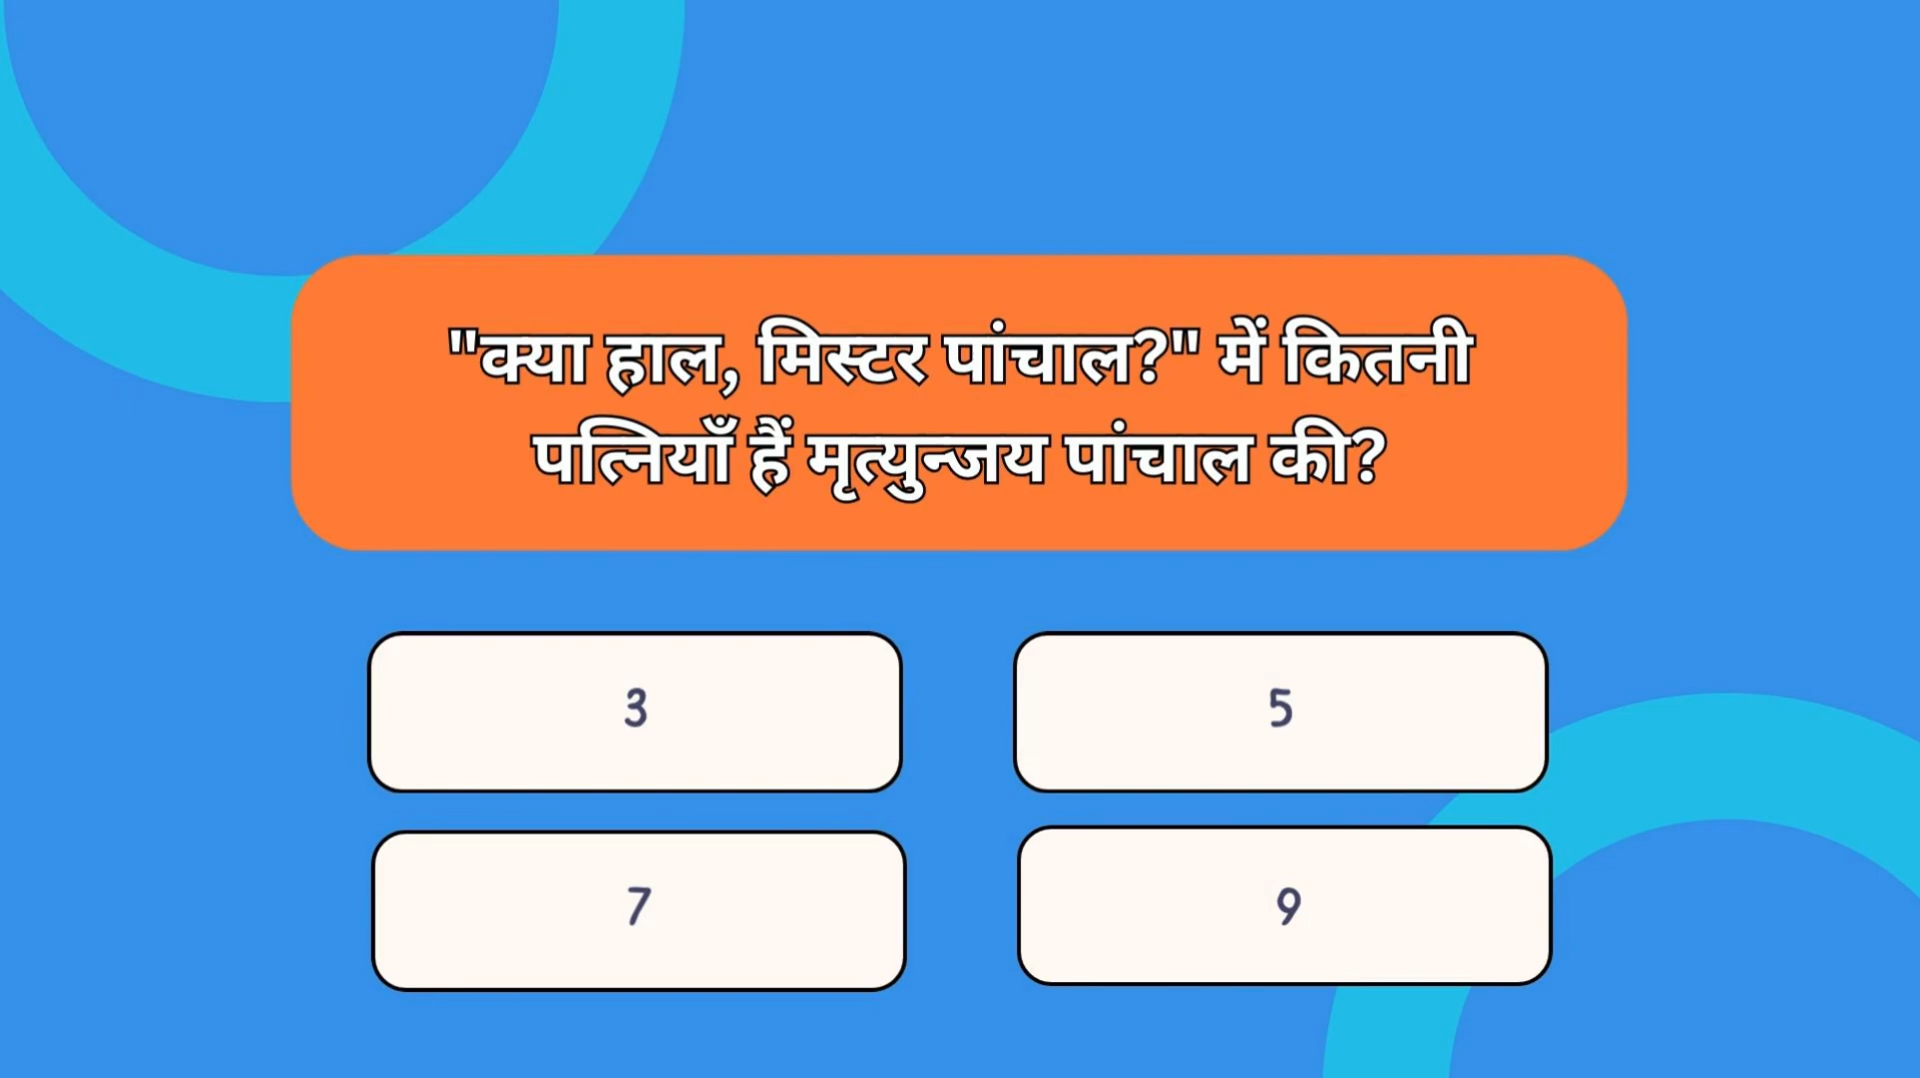 "क्या हाल, मिस्टर पांचाल?" में कितनी
पत्नियाँ हैं मृत्युन्जय पांचाल की?
3
5
7
9